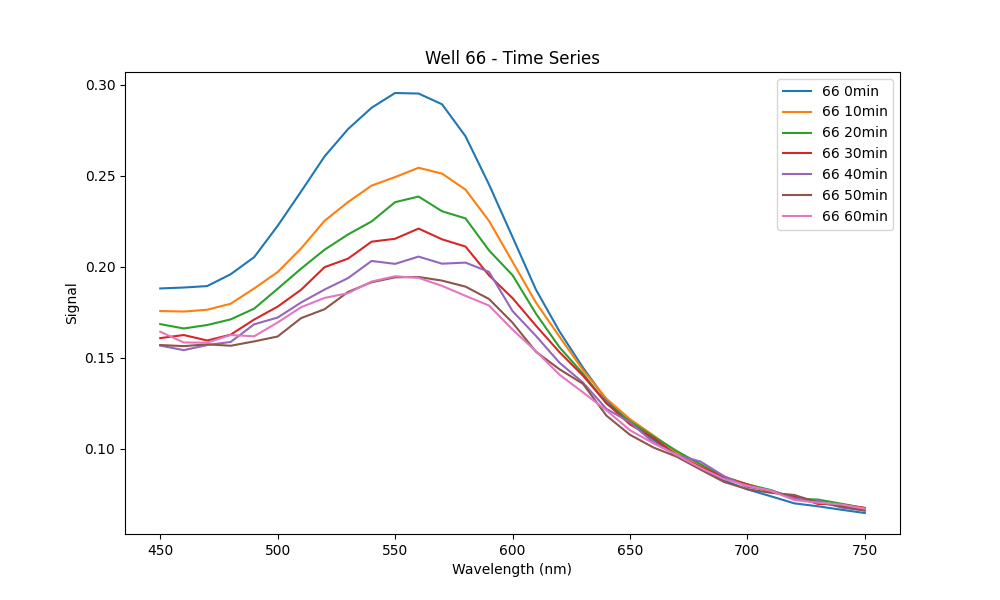 Well 66 - Time Series
Signal
0.30
0.25
0.20
0.15
0.10
66 0min
66 10min
66 20min
66 30min
66 40min
66 50min
66 60min
450 500 550 600 650 700 750
Wavelength (nm)